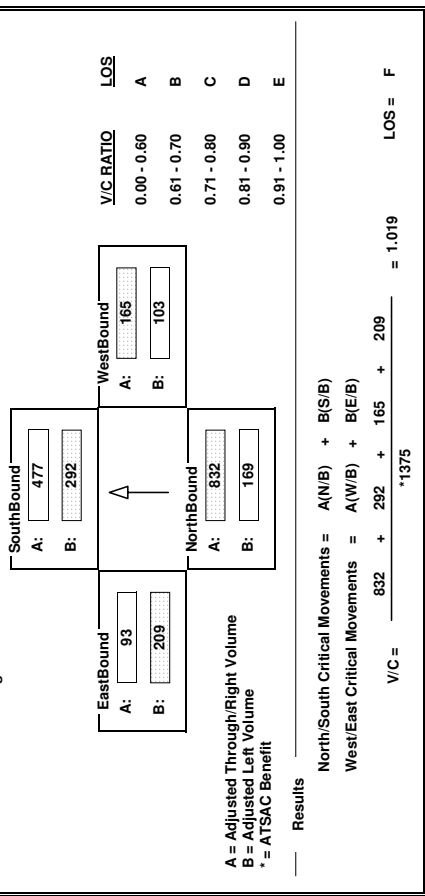 SouthBound
A: 477
B: 292
EastBound
A: 93
B: 209
WestBound
A: 165
B: 103
NorthBound
A: 832
B: 169
V/C RATIO LOS
0.00 - 0.60 A
0.61 - 0.70 B
0.71 - 0.80 C
0.81 - 0.90 D
0.91 - 1.00 E
A = Adjusted Through/Right Volume
B = Adjusted Left Volume
* = ATSAC Benefit
Results
North/South Critical Movements = A(N/B) + B(S/B)
West/East Critical Movements = A(W/B) + B(E/B)
V/C = 832 + 292 + 165 + 209 = 1.019 LOS = F
*1375